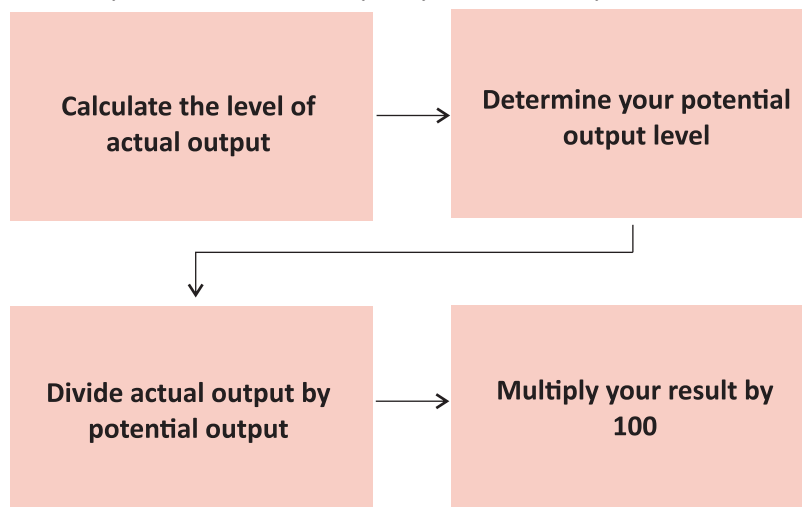 Calculate the level of
actual output
Determine your potential
output level
Divide actual output by
potential output
Multiply your result by
100